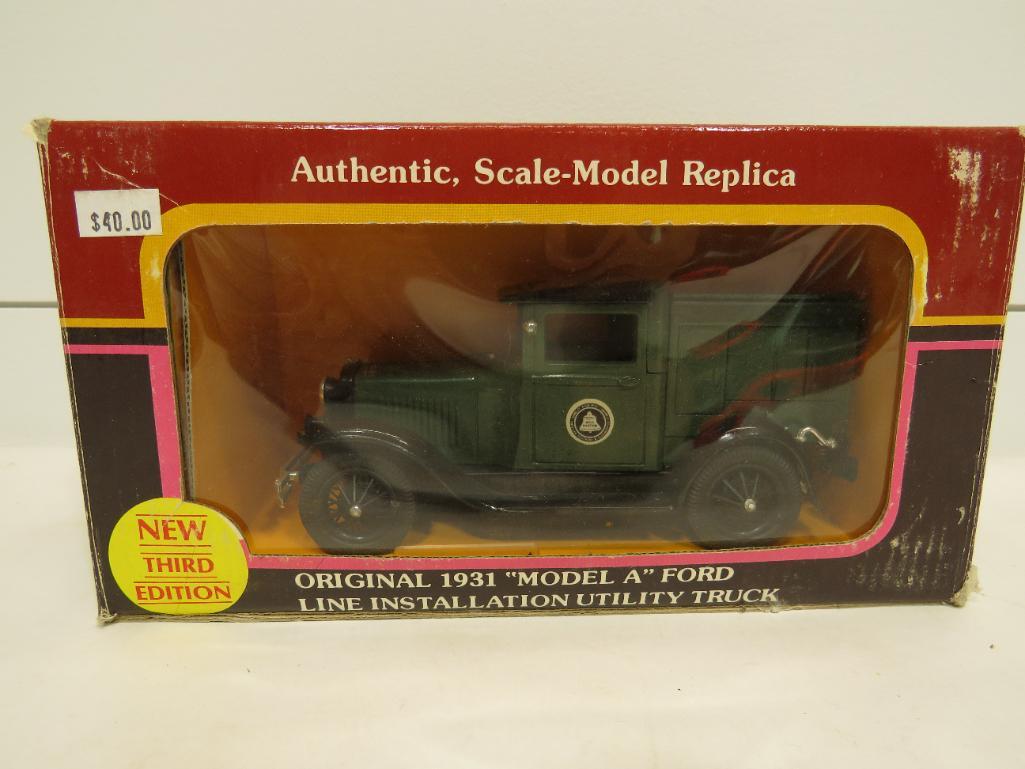 Authentic, Scale-Model Replica
$40.00
NEW
THIRD
EDITION
ORIGINAL 1931 "MODEL A" FORD
LINE INSTALLATION UTILITY TRUCK